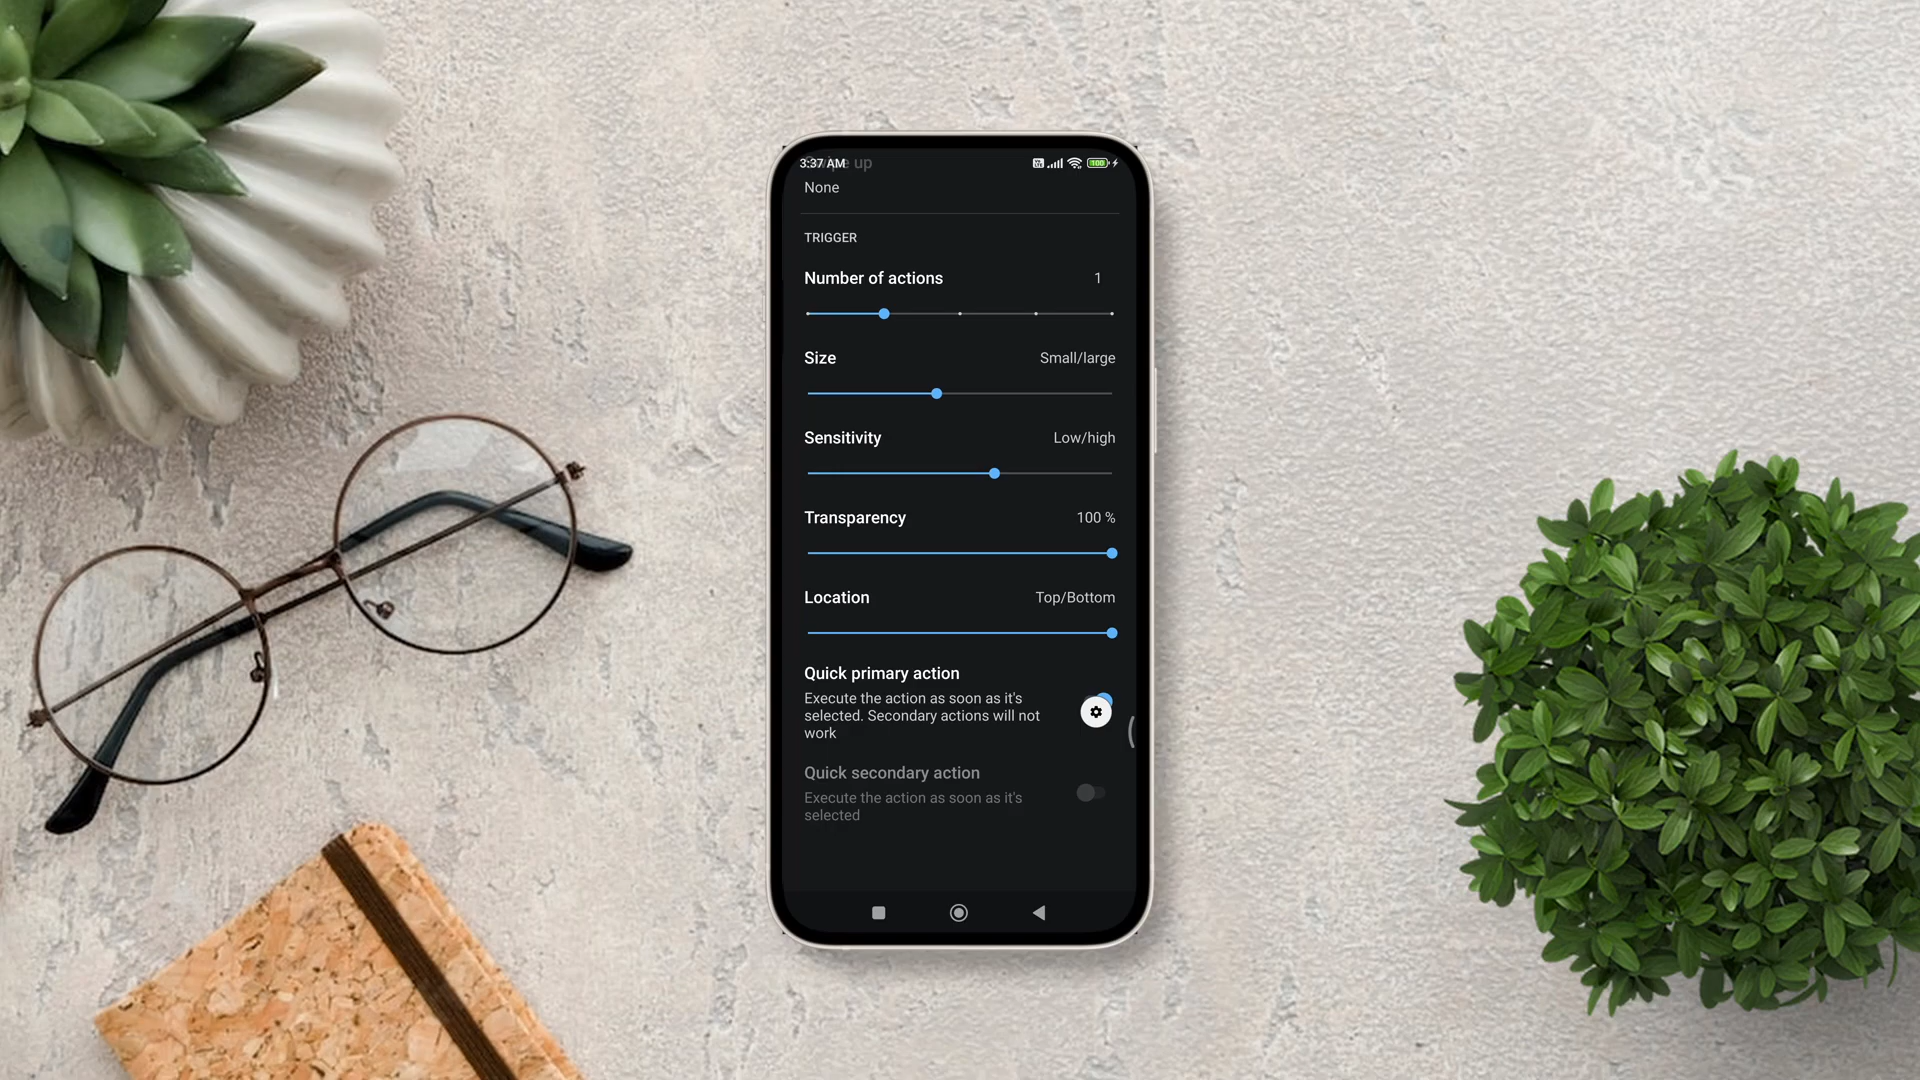 3:37 AM
Swipe up
100
None
TRIGGER
Number of actions 1
Size Small/large
Sensitivity Low/high
Transparency 100 %
Location Top/Bottom
Quick primary action
Execute the action as soon as it's
selected. Secondary actions will not
work
Quick secondary action
Execute the action as soon as it's
selected